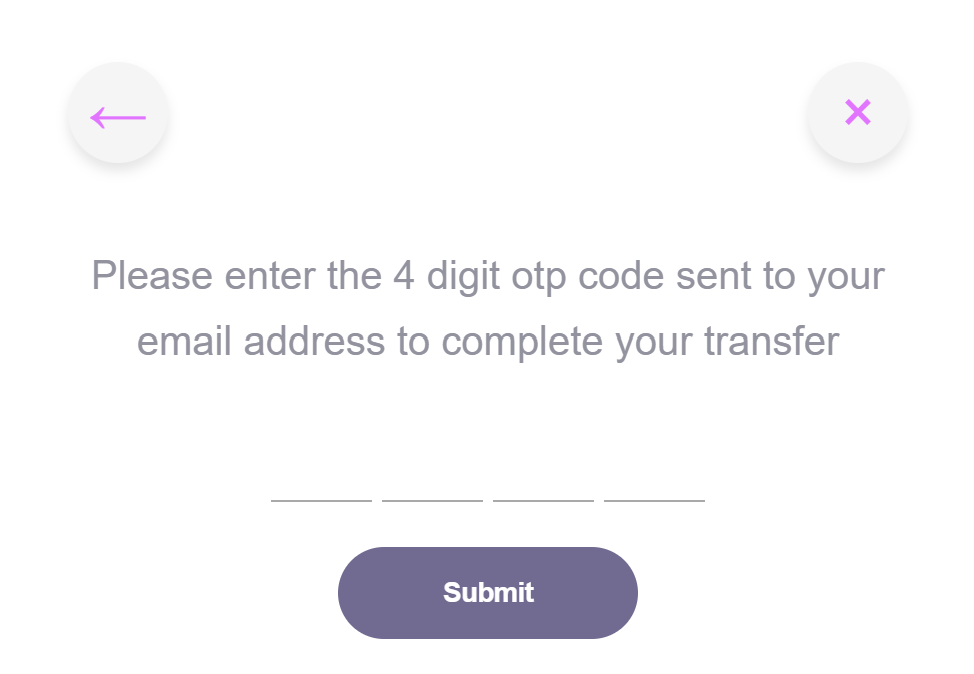 Please enter the 4 digit otp code sent to your
email address to complete your transfer
Submit